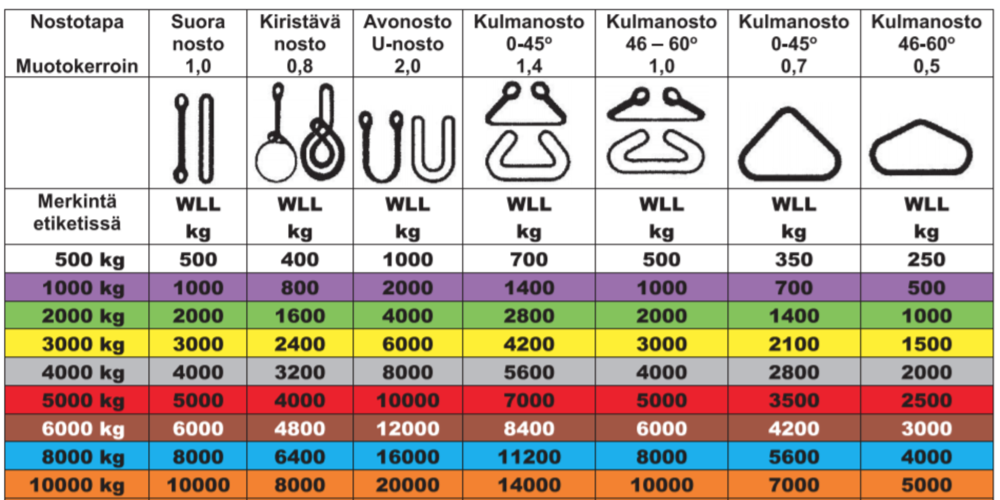 Nostotapa Suora Kiristävä Avonosto Kulmanosto Kulmanosto Kulmanosto Kulmanosto
nosto nosto U-nosto 0-45º 46 – 60º 0-45º 46-60º
Muotokerroin 1,0 0,8 2,0 1,4 1,0 0,7 0,5
Merkintä WLL WLL WLL WLL WLL WLL WLL
etiketissä kg kg kg kg kg kg kg
500 kg 500 400 1000 700 500 350 250
1000 kg 1000 800 2000 1400 1000 700 500
2000 kg 2000 1600 4000 2800 2000 1400 1000
3000 kg 3000 2400 6000 4200 3000 2100 1500
4000 kg 4000 3200 8000 5600 4000 2800 2000
5000 kg 5000 4000 10000 7000 5000 3500 2500
6000 kg 6000 4800 12000 8400 6000 4200 3000
8000 kg 8000 6400 16000 11200 8000 5600 4000
10000 kg 10000 8000 20000 14000 10000 7000 5000